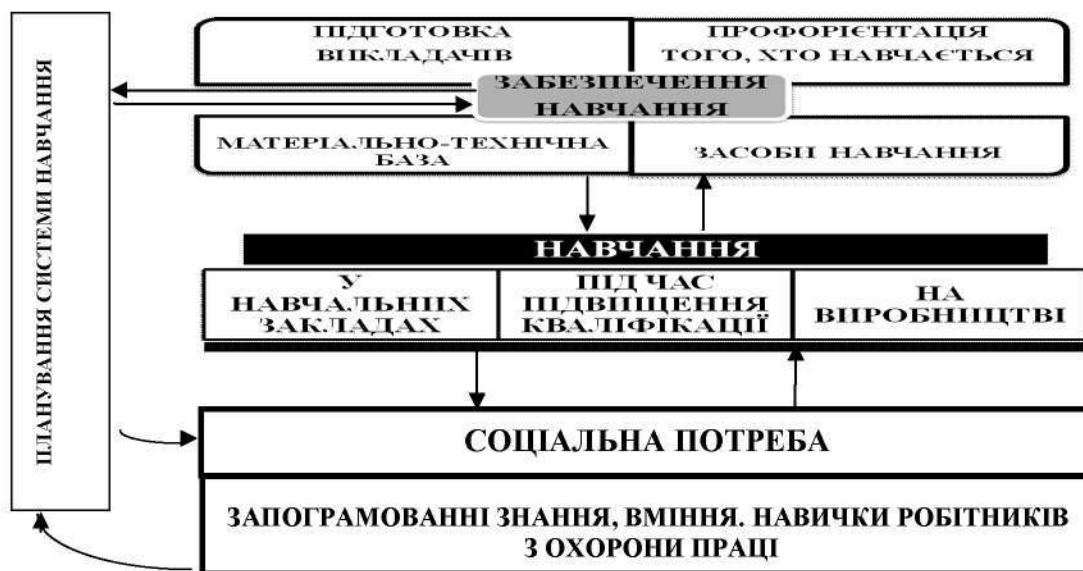 ПЛАНУВАННЯ СИСТЕМИ НАВЧАННЯ
ПІДГОТОВКА
ВИКЛАДАЧІВ
ПРОФОРІЄНТАЦІЯ
ТОГО, ХТО НАВЧАЄТЬСЯ
ЗАБЕЗПЕЧЕННЯ
НАВЧАННЯ
МАТЕРІАЛЬНО-ТЕХНІЧНА
БАЗА
ЗАСОБИ НАВЧАННЯ
НАВЧАННЯ
У
НАВЧАЛЬНИХ
ЗАКЛАДАХ
ПІД ЧАС
ПІДВИЩЕННЯ
КВАЛІФІКАЦІЇ
НА
ВИРОБНИЦТВІ
СОЦІАЛЬНА ПОТРЕБА
ЗАПОГРАМОВАННІ ЗНАННЯ, ВМІННЯ. НАВИЧКИ РОБІТНИКІВ
З ОХОРОНИ ПРАЦІ